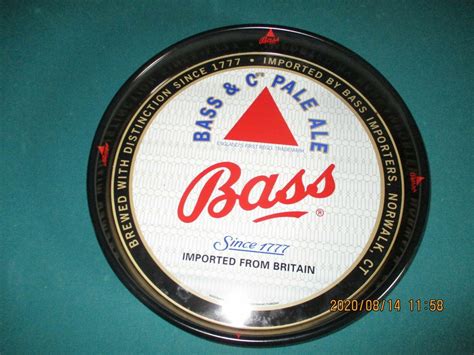 Bass
BREWED WITH DISTINCTION SINCE 1777 • IMPORTED BY BASS IMPORTERS, NORWALK, CT
BASS & Co PALE ALE
ENGLAND'S FIRST REGD. TRADEMARK
Bass®
Since 1777
IMPORTED FROM BRITAIN
2020/08/14 11:58